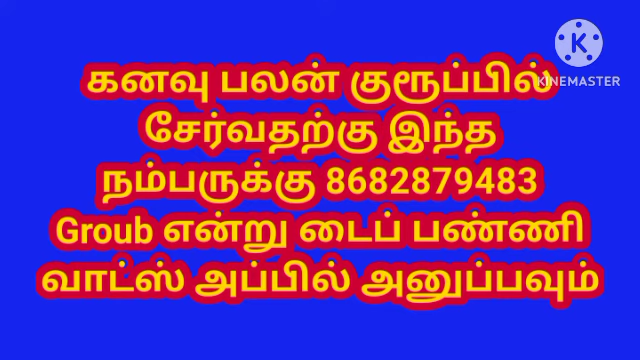 K
KINEMASTER
கனவு பலன் குரூப்பில்
சேர்வதற்கு இந்த
நம்பருக்கு 8682879483
Groub என்று டைப் பண்ணி
வாட்ஸ் அப்பில் அனுப்பவும்